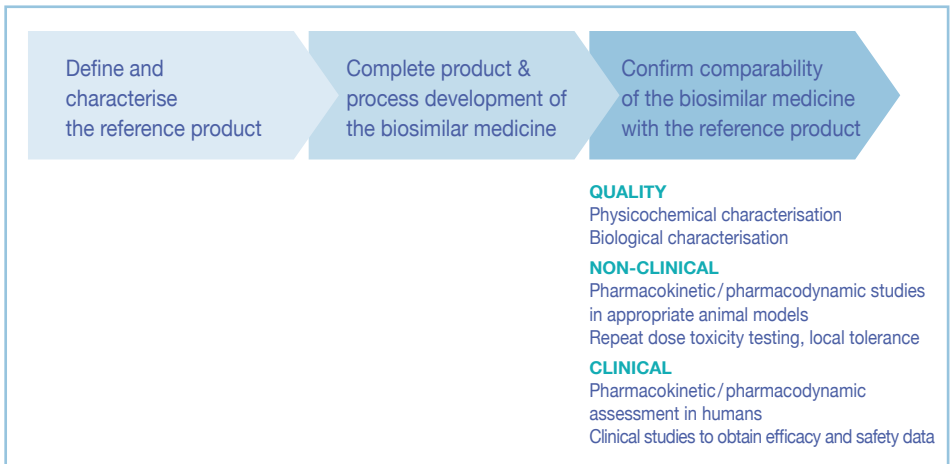 Define and
characterise
the reference product
Complete product &
process development of
the biosimilar medicine
Confirm comparability
of the biosimilar medicine
with the reference product
QUALITY
Physicochemical characterisation
Biological characterisation
NON-CLINICAL
Pharmacokinetic/pharmacodynamic studies
in appropriate animal models
Repeat dose toxicity testing, local tolerance
CLINICAL
Pharmacokinetic/pharmacodynamic
assessment in humans
Clinical studies to obtain efficacy and safety data